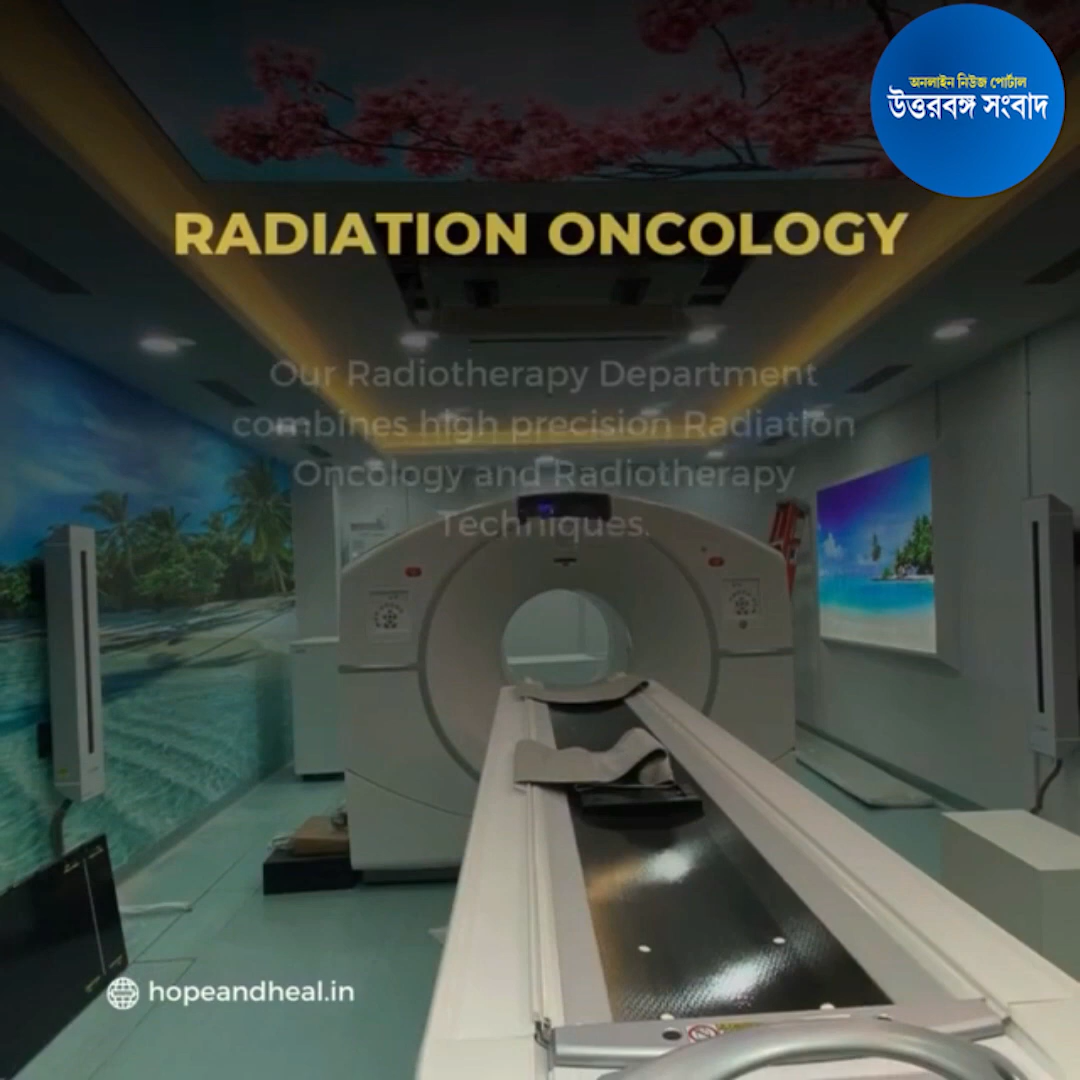 অনলাইন নিউজ পোর্টাল
উত্তরবঙ্গ সংবাদ
RADIATION ONCOLOGY
Our Radiotherapy Department
combines high precision Radiation
Oncology and Radiotherapy
Techniques.
hopeandheal.in